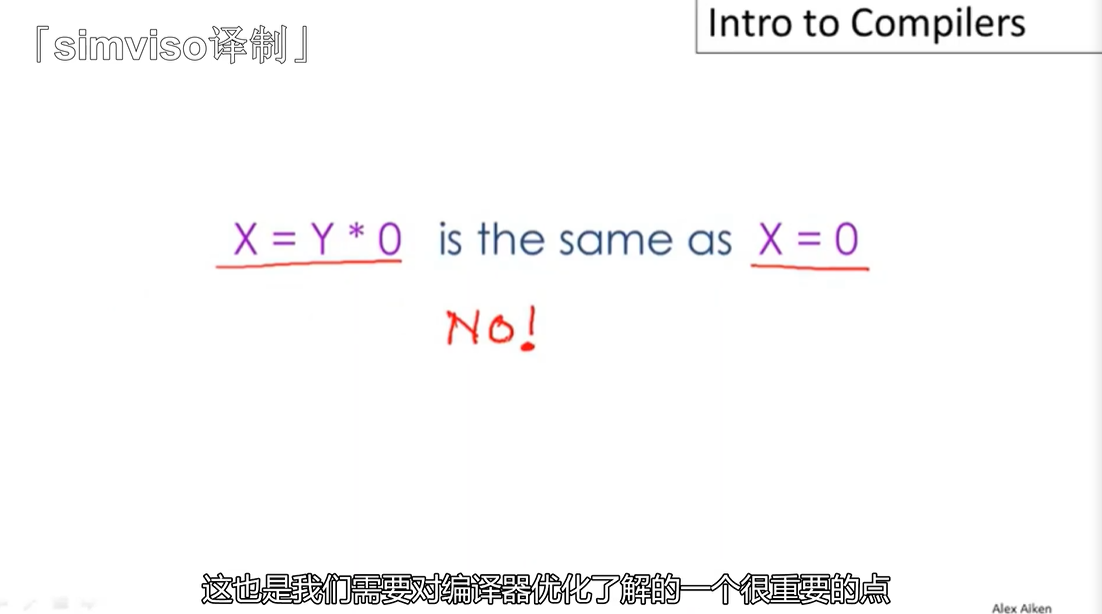 「simviso译制」
Intro to Compilers
X = Y * 0 is the same as X = 0
NO!
这也是我们需要对编译器优化了解的一个很重要的点
Alex Aiken